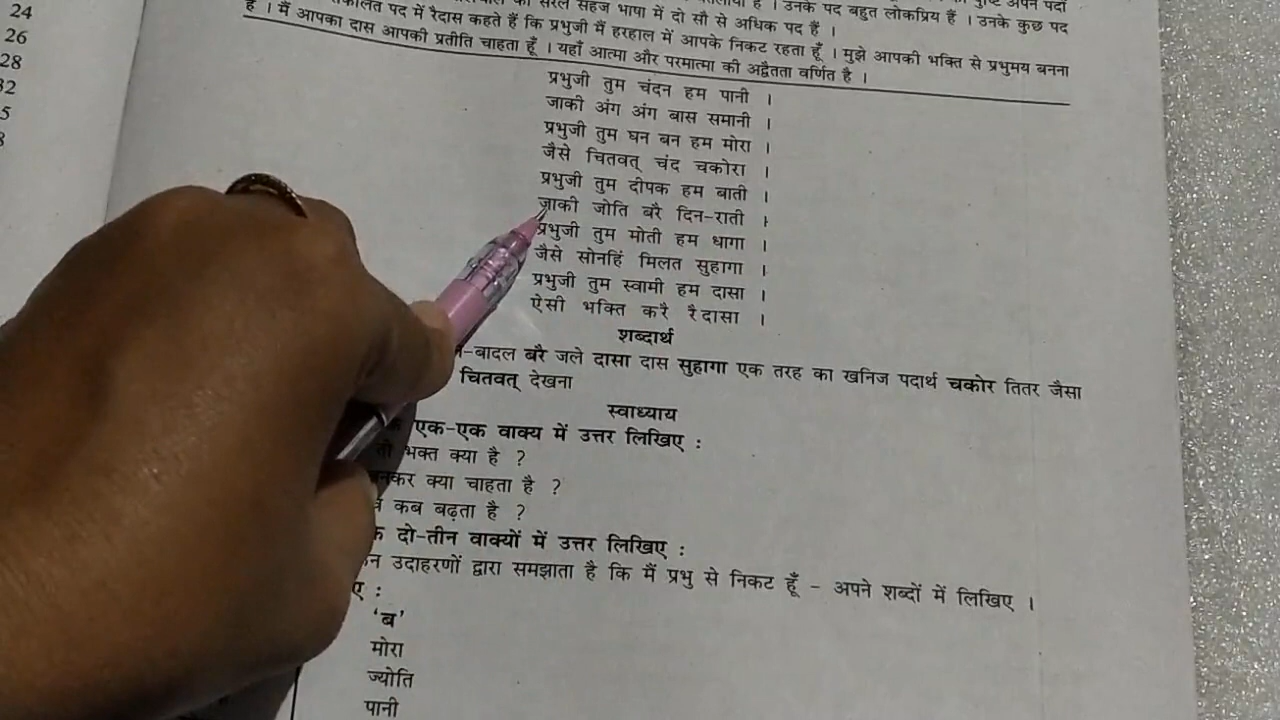 24
26
28
32
5
सरल सहज भाषा में दो सौ से अधिक पद हैं । उनके पद बहुत लोकप्रिय हैं । उनके कुछ पद
पद में रैदास कहते हैं कि प्रभुजी मैं हरहाल में आपके निकट रहता हूँ । मुझे आपकी भक्ति से प्रभुमय बनना
है । मैं आपका दास आपकी प्रतीति चाहता हूँ । यहाँ आत्मा और परमात्मा की अद्वैतता वर्णित है ।
प्रभुजी तुम चंदन हम पानी ।
जाकी अंग अंग बास समानी ।
प्रभुजी तुम घन बन हम मोरा ।
जैसे चितवत् चंद चकोरा ।
प्रभुजी तुम दीपक हम बाती ।
जाकी जोति बरै दिन-राती ।
प्रभुजी तुम मोती हम धागा ।
जैसे सोनहिं मिलत सुहागा ।
प्रभुजी तुम स्वामी हम दासा ।
ऐसी भक्ति करै रैदासा ।
शब्दार्थ
-बादल बरै जले दासा दास सुहागा एक तरह का खनिज पदार्थ चकोर तितर जैसा
चितवत् देखना
स्वाध्याय
एक-एक वाक्य में उत्तर लिखिए :
भक्त क्या है ?
क्या चाहता है ?
कब बढ़ता है ?
दो-तीन वाक्यों में उत्तर लिखिए :
उदाहरणों द्वारा समझाता है कि मैं प्रभु से निकट हूँ – अपने शब्दों में लिखिए ।
ए :
‘ब’
मोरा
ज्योति
पानी